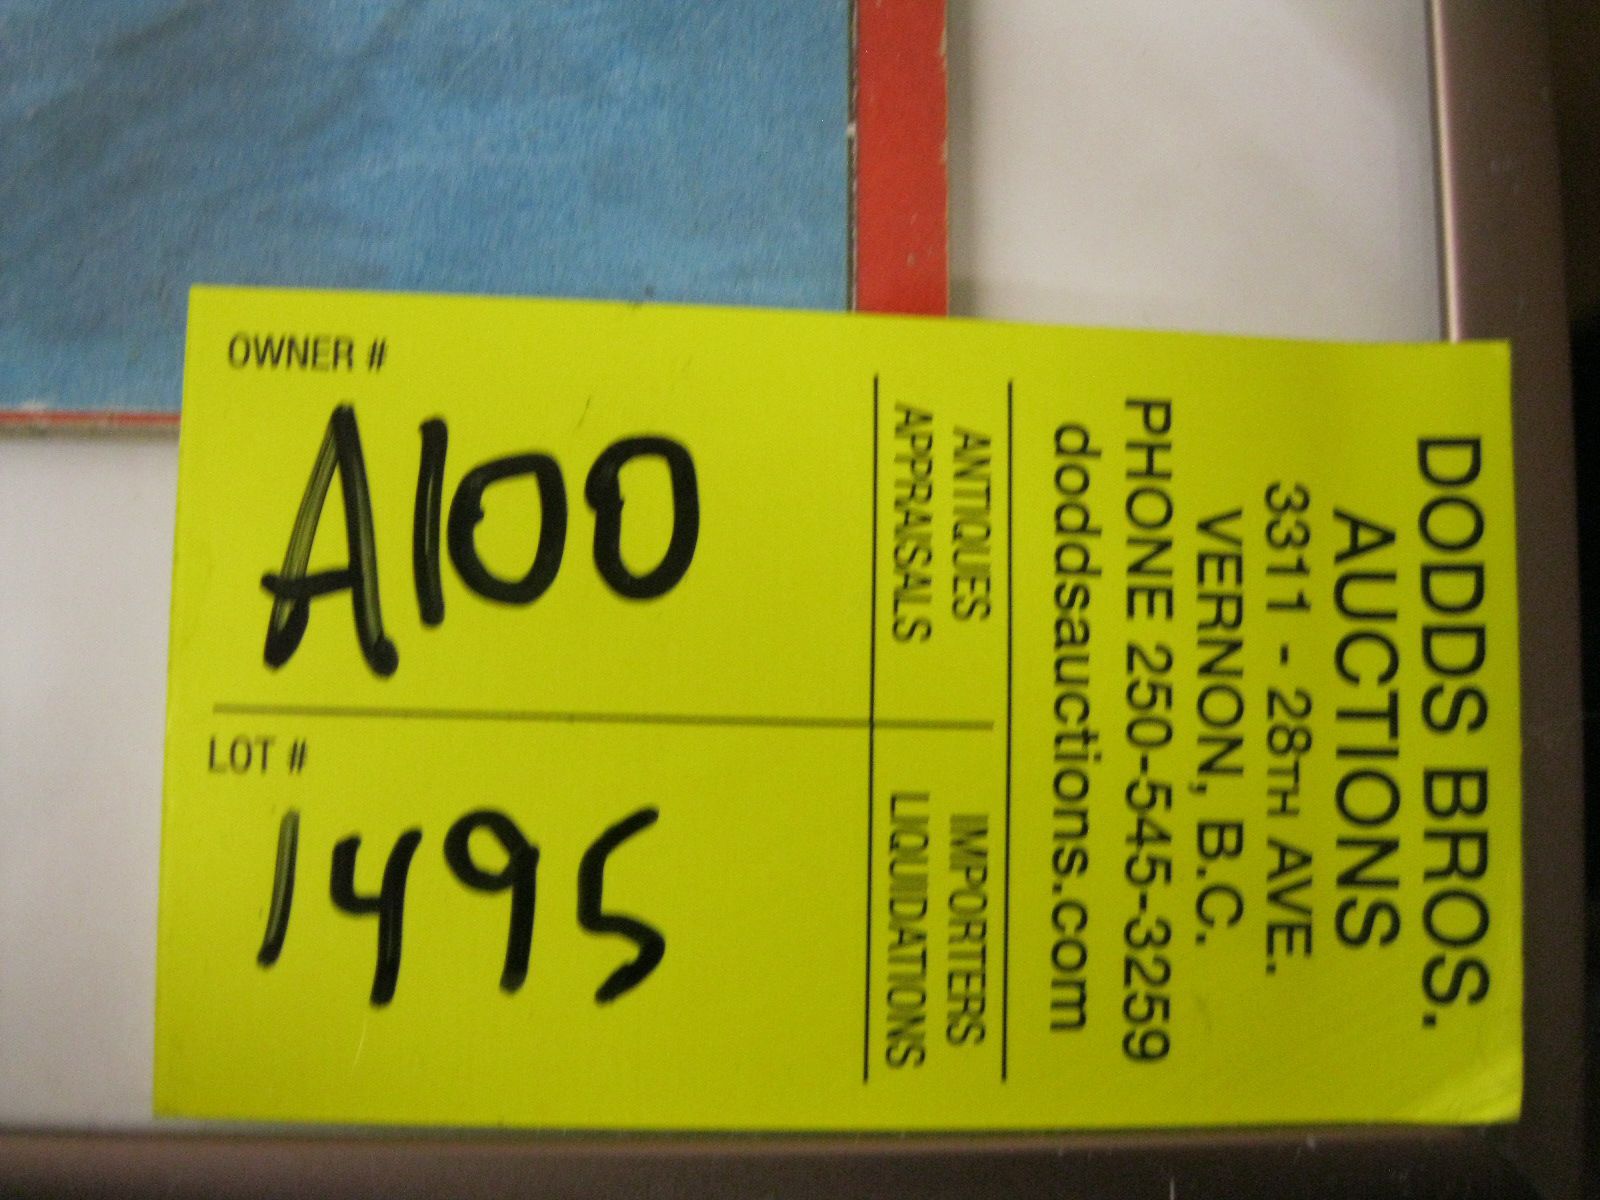 DODDS BROS.
AUCTIONS
3311 - 28TH AVE.
VERNON, B.C.
PHONE 250-545-3259
doddsauctions.com
ANTIQUES
APPRAISALS
IMPORTERS
LIQUIDATIONS
OWNER #
A100
LOT #
1495